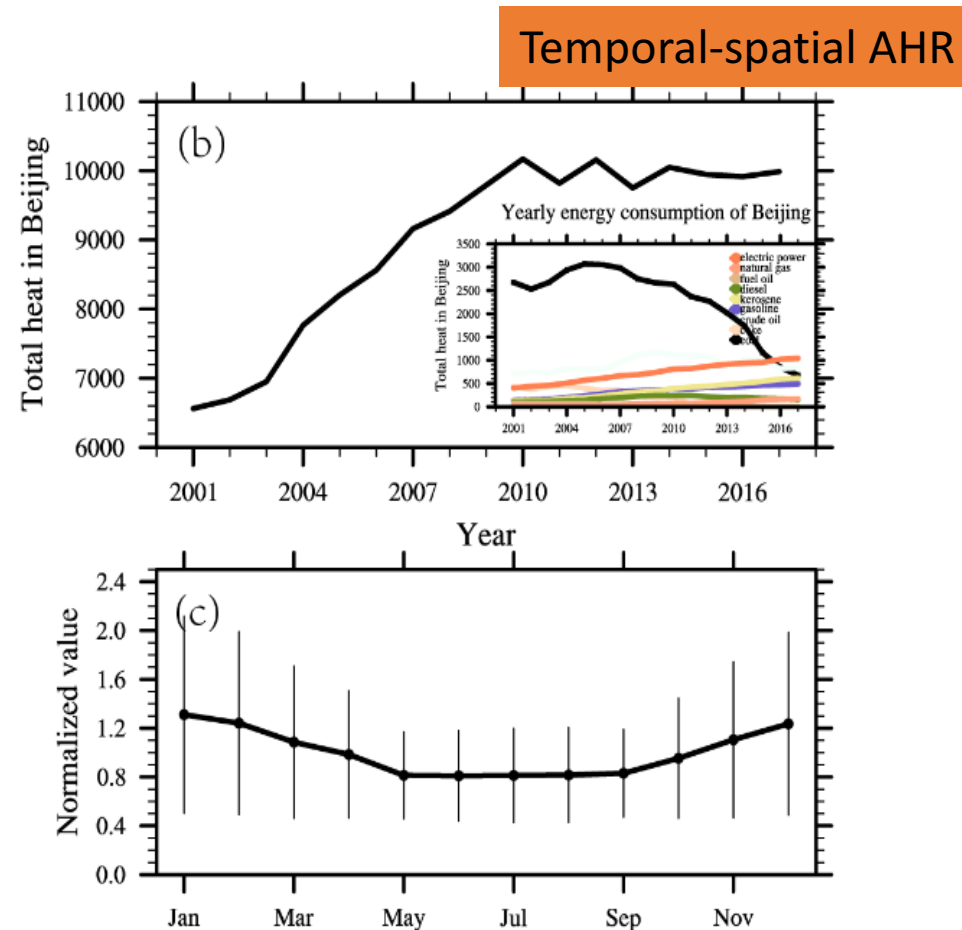 Temporal-spatial AHR
(b)
Total heat in Beijing
11000
10000
9000
8000
7000
6000
Yearly energy consumption of Beijing
Total heat in Beijing
3500
3000
2500
2000
1500
1000
500
0
electric power
natural gas
fuel oil
diesel
kerosene
gasoline
crude oil
2001 2004 2007 2010 2013 2016
2001 2004 2007 2010 2013 2016
Year
(c)
Normalized value
2.4
2.0
1.6
1.2
0.8
0.4
0.0
Jan Mar May Jul Sep Nov